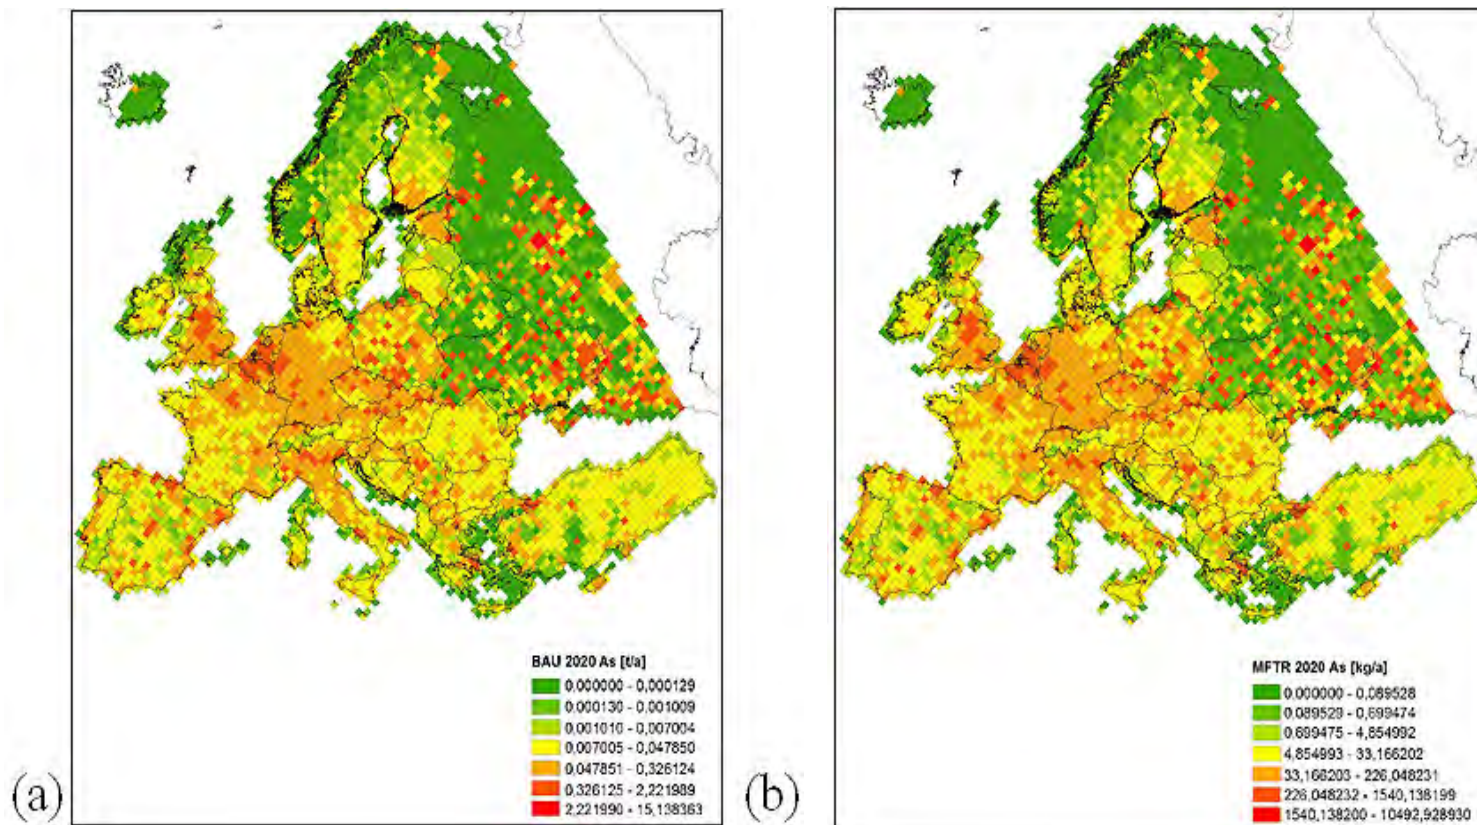 BAU 2020 As [t/a]
0,000000 - 0,000129
0,000130 - 0,001009
0,001010 - 0,007004
0,007005 - 0,047850
0,047851 - 0,326124
0,326125 - 2,221989
2,221990 - 15,138363
(a)
MFTR 2020 As [kg/a]
0,000000 - 0,089528
0,089529 - 0,699474
0,699475 - 4,854992
4,854993 - 33,166202
33,166203 - 226,048231
226,048232 - 1540,138199
1540,138200 - 10492,928930
(b)